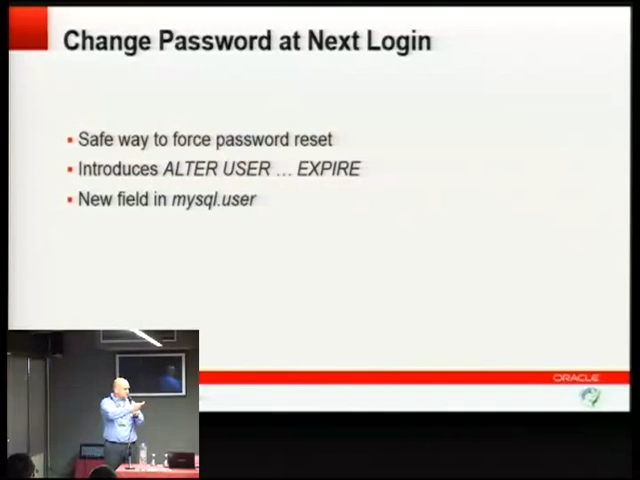 Change Password at Next Login
Safe way to force password reset
Introduces ALTER USER ... EXPIRE
New field in mysql.user
ORACLE